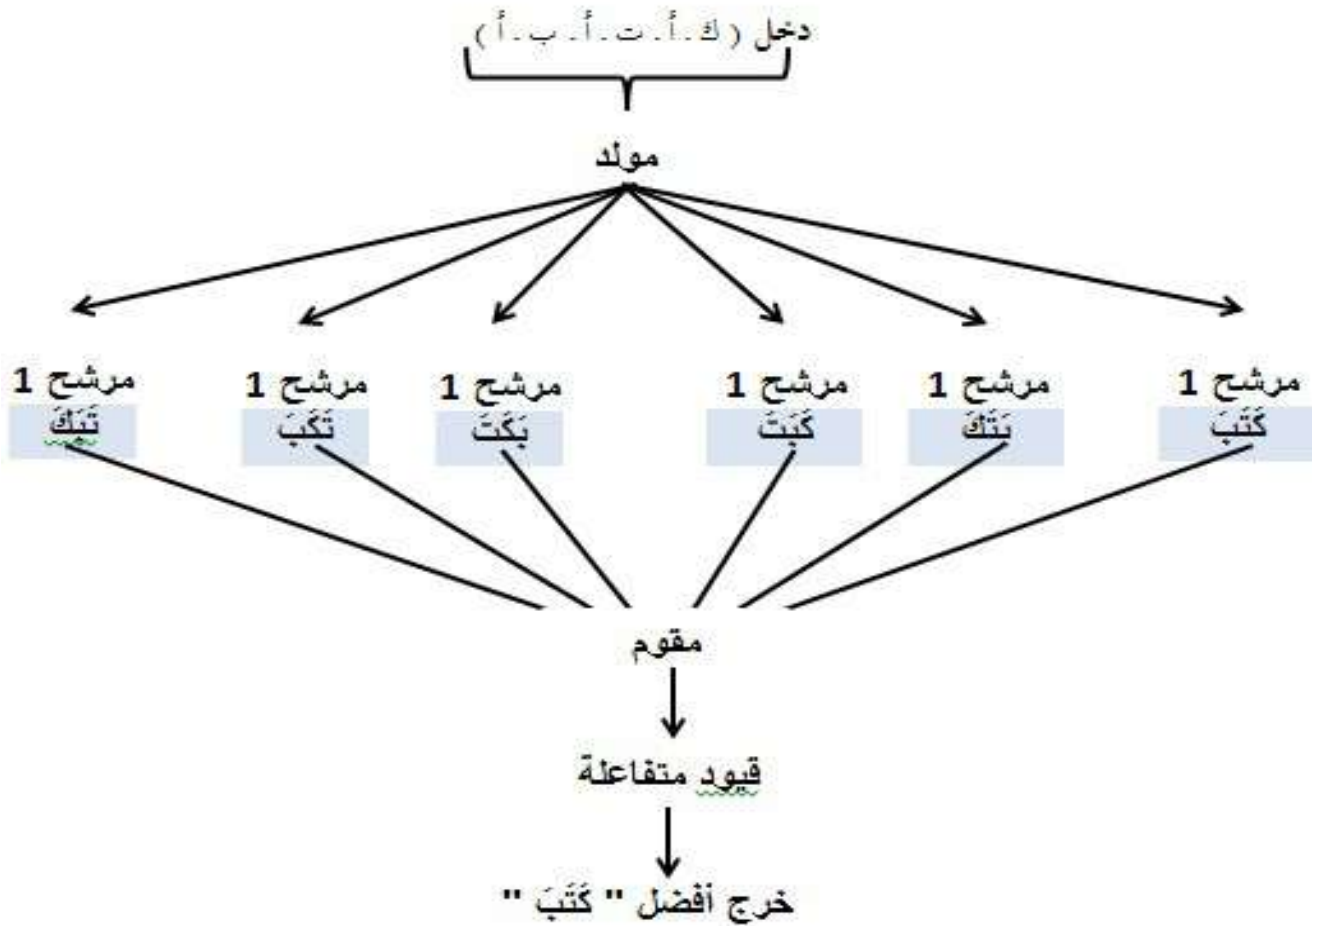 دخل ( ك . أ . ت . أ . ب . أ )
مولد
مرشح 1 مرشح 1 مرشح 1 مرشح 1 مرشح 1 مرشح 1
كَتَبَ بَتَكَ كَبَتَ بَكَتَ تَكَبَ تَبَكَ
مقوم
قيود متفاعلة
خرج أفضل " كَتَبَ "